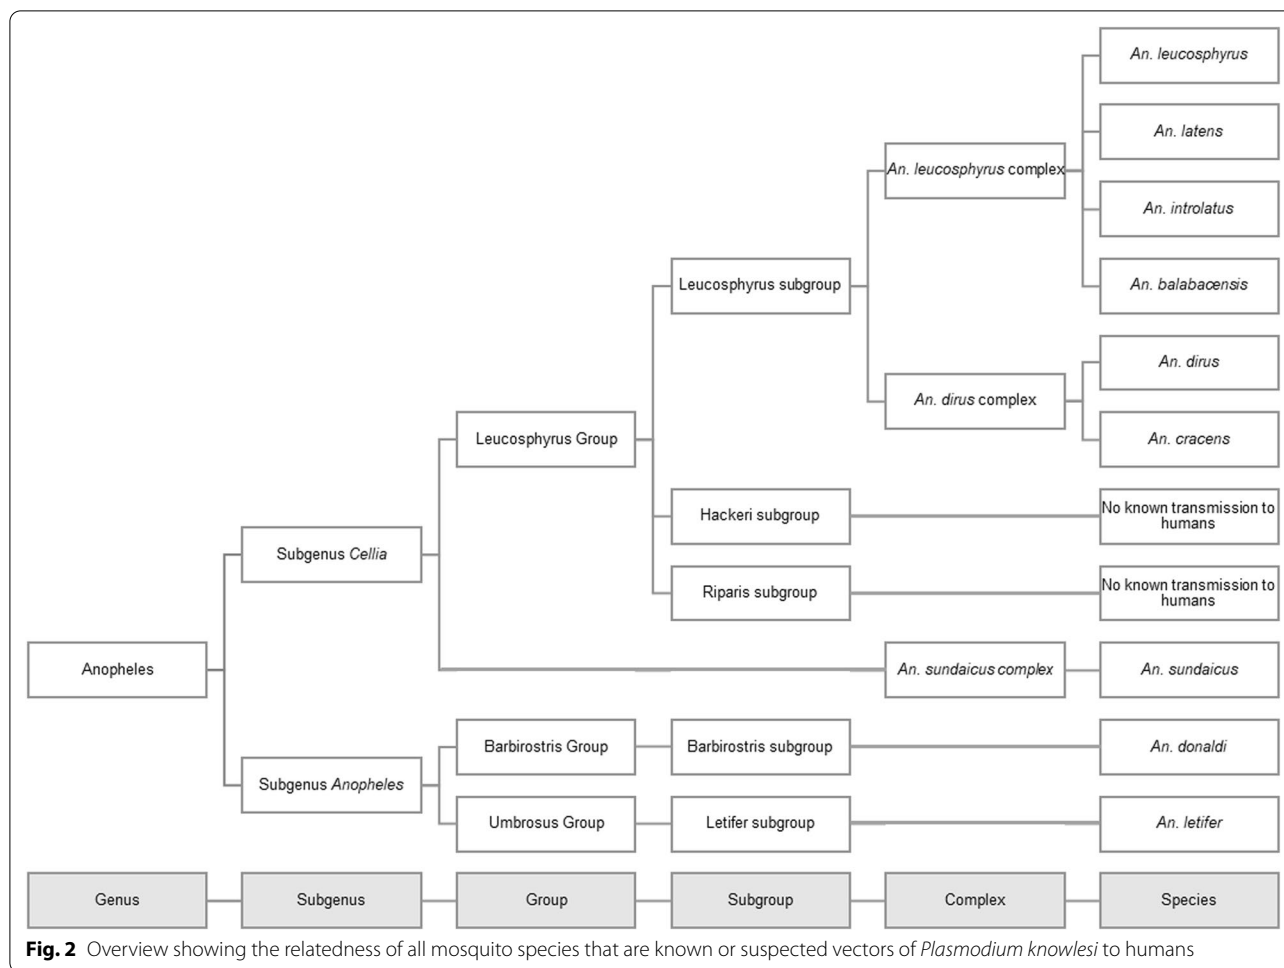 An. leucosphyrus
An. latens
An. leucosphyrus complex
An. introlatus
Leucosphyrus subgroup
An. balabacensis
An. dirus
An. dirus complex
Leucosphyrus Group
An. cracens
Hackeri subgroup
No known transmission to
humans
Subgenus Cellia
Riparis subgroup
No known transmission to
humans
Anopheles
An. sundaicus complex
An. sundaicus
Barbirostris Group
Barbirostris subgroup
An. donaldi
Subgenus Anopheles
Umbrosus Group
Letifer subgroup
An. letifer
Genus
Subgenus
Group
Subgroup
Complex
Species
Fig. 2 Overview showing the relatedness of all mosquito species that are known or suspected vectors of Plasmodium knowlesi to humans